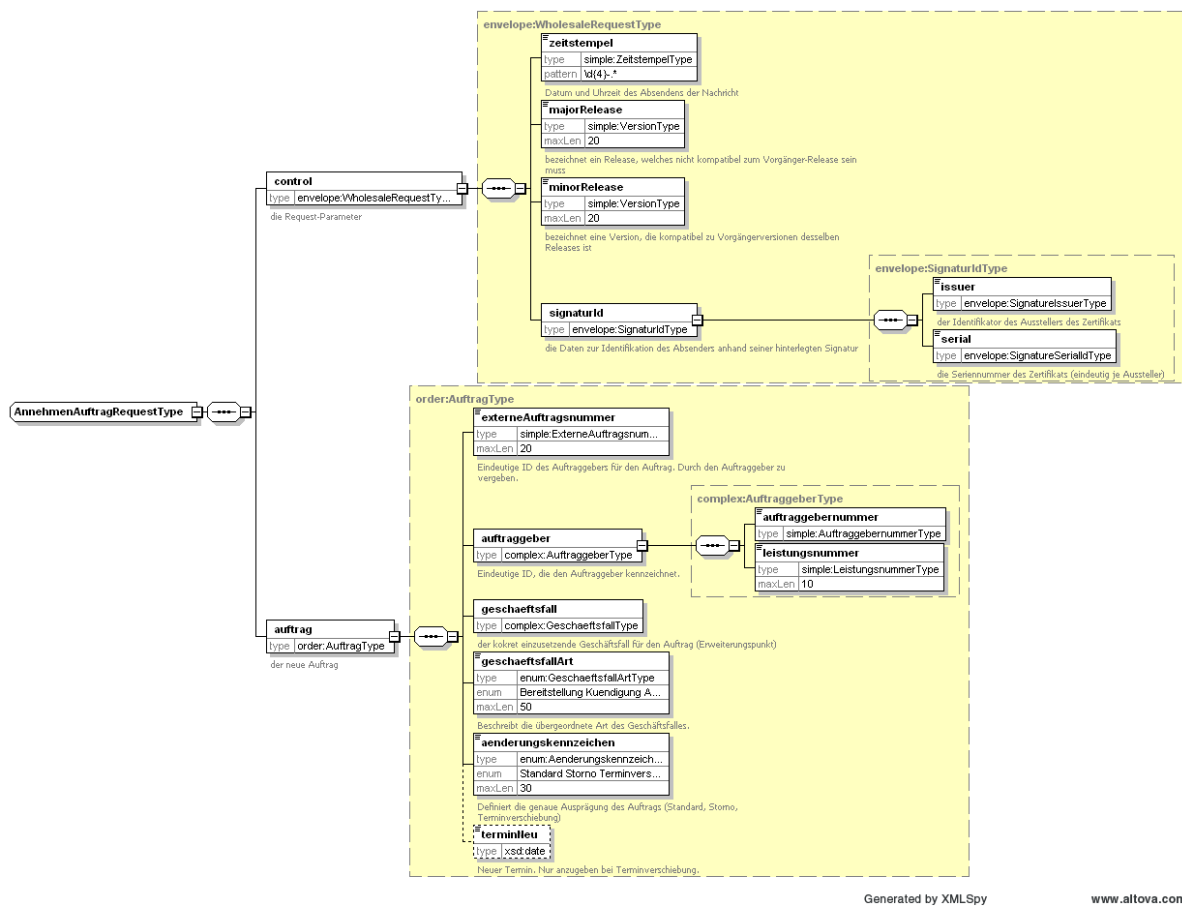 envelope:WholesaleRequestType
zeitstempel
type simple:ZeitstempelType
pattern \d{4}-.*
Datum und Uhrzeit des Absendens der Nachricht
majorRelease
type simple:VersionType
maxLen 20
bezeichnet ein Release, welches nicht kompatibel zum Vorgänger-Release sein
muss
minorRelease
type simple:VersionType
maxLen 20
bezeichnet eine Version, die kompatibel zu Vorgängerversionen desselben
Releases ist
control
type envelope:WholesaleRequestTy...
die Request-Parameter
signaturId
type envelope:SignaturIdType
die Daten zur Identifikation des Absenders anhand seiner hinterlegten Signatur
envelope:SignaturIdType
issuer
type envelope:SignatureIssuerType
der Identifikator des Ausstellers des Zertifikats
serial
type envelope:SignatureSerialIdType
die Seriennummer des Zertifikats (eindeutig je Aussteller)
AnnehmenAuftragRequestType
order:AuftragType
externeAuftragsnummer
type simple:ExterneAuftragsnum...
maxLen 20
Eindeutige ID des Auftraggebers für den Auftrag. Durch den Auftraggeber zu
vergeben.
auftraggeber
type complex:AuftraggeberType
Eindeutige ID, die den Auftraggeber kennzeichnet.
complex:AuftraggeberType
auftraggebernummer
type simple:AuftraggebernummerType
leistungsnummer
type simple:LeistungsnummerType
maxLen 10
auftrag
type order:AuftragType
der neue Auftrag
geschaeftsfall
type complex:GeschaeftsfallType
der kokret einzusetzende Geschäftsfall für den Auftrag (Erweiterungspunkt)
geschaeftsfallArt
type enum:GeschaeftsfallArtType
enum Bereitstellung Kuendigung A...
maxLen 50
Beschreibt die übergeordnete Art des Geschäftsfalles.
aenderungskennzeichen
type enum:Aenderungskennzeich...
enum Standard Storno Terminvers...
maxLen 30
Definiert die genaue Ausprägung des Auftrags (Standard, Storno,
Terminverschiebung)
terminNeu
type xsd:date
Neuer Termin. Nur anzugeben bei Terminverschiebung.
Generated by XMLSpy
www.altova.com